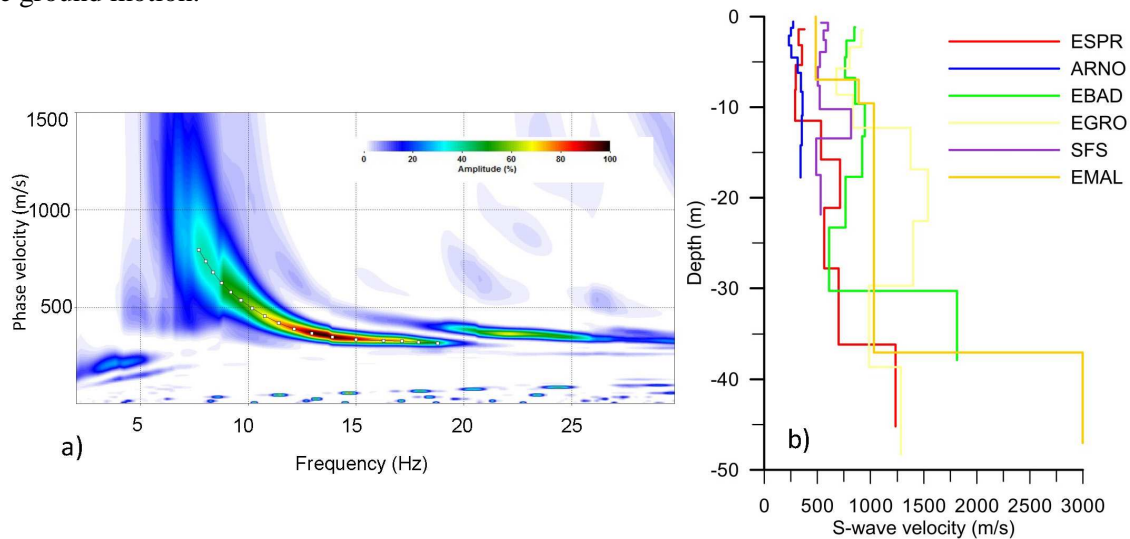 e ground motion.
1500
1000
500
Phase velocity (m/s)
0 20 40 60 80 100
Amplitude (%)
5 10 15 20 25
Frequency (Hz)
a)
0
-10
-20
-30
-40
-50
Depth (m)
ESPR
ARNO
EBAD
EGRO
SFS
EMAL
b)
0 500 1000 1500 2000 2500 3000
S-wave velocity (m/s)